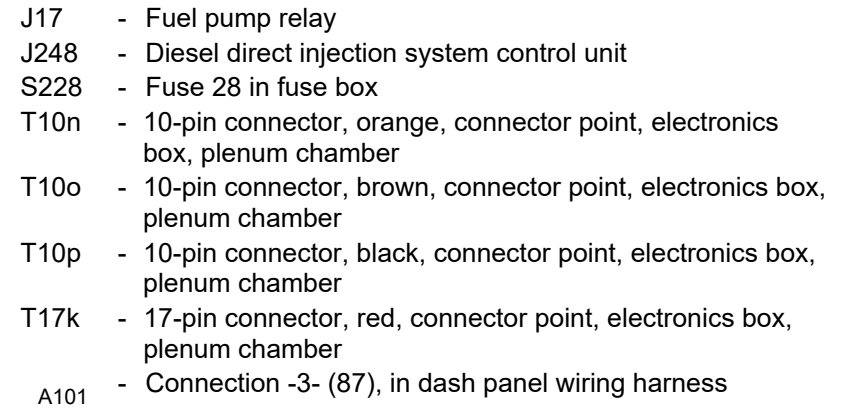 J17 - Fuel pump relay
J248 - Diesel direct injection system control unit
S228 - Fuse 28 in fuse box
T10n - 10-pin connector, orange, connector point, electronics
box, plenum chamber
T10o - 10-pin connector, brown, connector point, electronics box,
plenum chamber
T10p - 10-pin connector, black, connector point, electronics box,
plenum chamber
T17k - 17-pin connector, red, connector point, electronics box,
plenum chamber
A101 - Connection -3- (87), in dash panel wiring harness